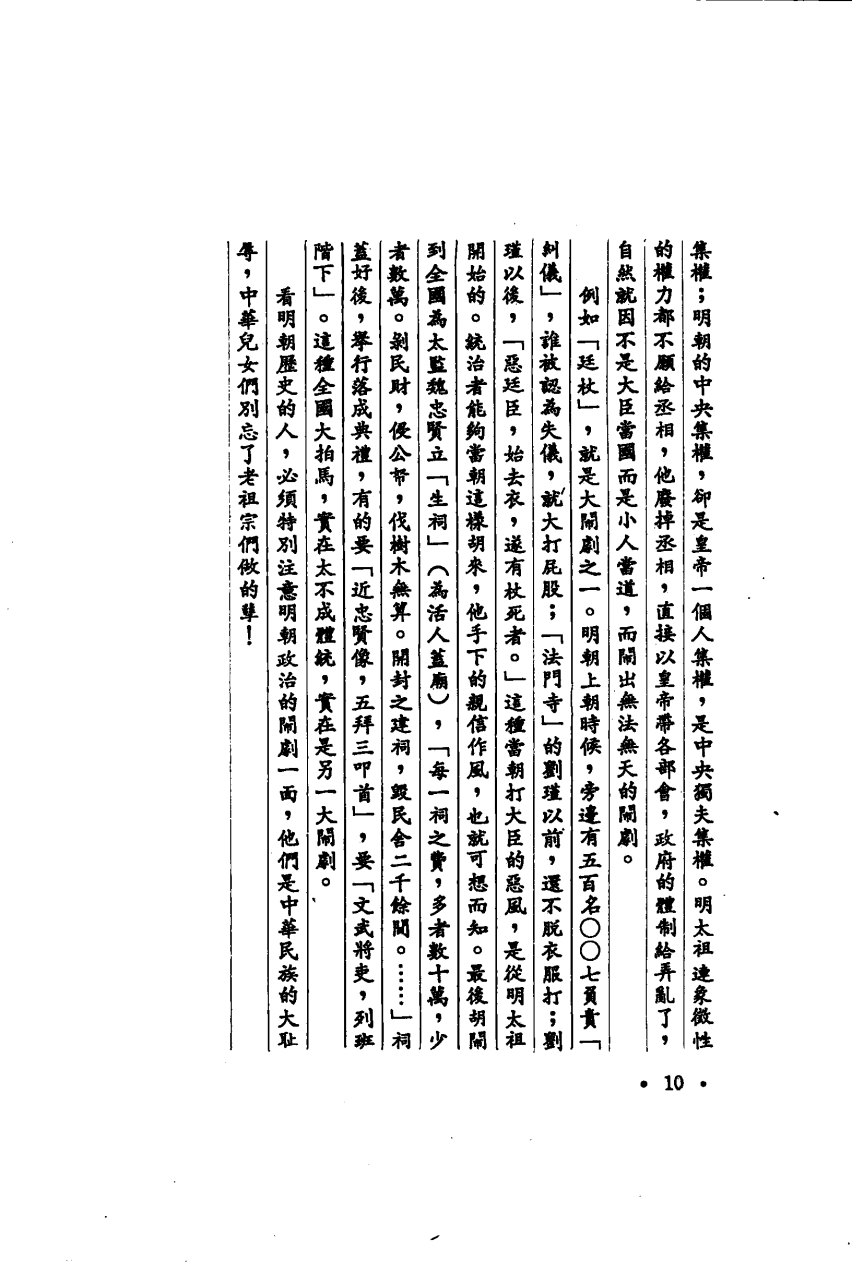 集權；明朝的中央集權，卻是皇帝一個人集權，是中央獨夫集權。明太祖連象徵性
的權力都不願給丞相，他廢掉丞相，直接以皇帝帶各部會，政府的體制給弄亂了，
自然就因不是大臣當國而是小人當道，而鬧出無法無天的鬧劇。
例如「廷杖」，就是大鬧劇之一。明朝上朝時候，旁邊有五百名〇〇七負責「
糾儀」，誰被認為失儀，就大打屁股；「法門寺」的劉瑾以前，還不脫衣服打；劉
瑾以後，「惡廷臣，始去衣，遂有杖死者。」這種當朝打大臣的惡風，是從明太祖
開始的。統治者能夠當朝這樣胡來，他手下的親信作風，也就可想而知。最後胡鬧
到全國為太監魏忠賢立「生祠」（為活人蓋廟），「每一祠之費，多者數十萬，少
者數萬。剝民財，侵公帑，伐樹木無算。開封之建祠，毀民舍二千餘間。……」祠
蓋好後，舉行落成典禮，有的要「近忠賢像，五拜三叩首」，要「文武將吏，列班
階下」。這種全國大拍馬，實在太不成體統，實在是另一大鬧劇。
看明朝歷史的人，必須特別注意明朝政治的鬧劇一面，他們是中華民族的大恥
辱，中華兒女們別忘了老祖宗們做的孽！
• 10 •